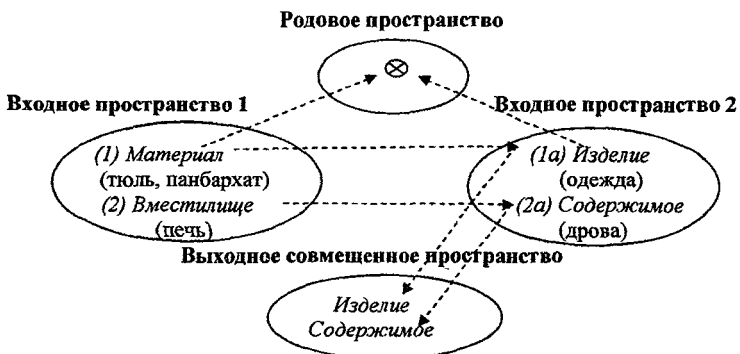 Родовое пространство
Входное пространство 1
Входное пространство 2
(1) Материал
(тюль, панбархат)
(2) Вместилище
(печь)
(1а) Изделие
(одежда)
(2а) Содержимое
(дрова)
Выходное совмещенное пространство
Изделие
Содержимое